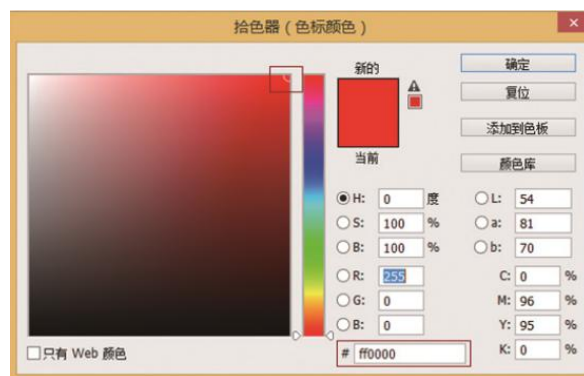 拾色器（色标颜色）
×
新的
当前
确定
复位
添加到色板
颜色库
H: 0 度
S: 100 %
B: 100 %
R: 255
G: 0
B: 0
# ff0000
L: 54
a: 81
b: 70
C: 0 %
M: 96 %
Y: 95 %
K: 0 %
只有 Web 颜色